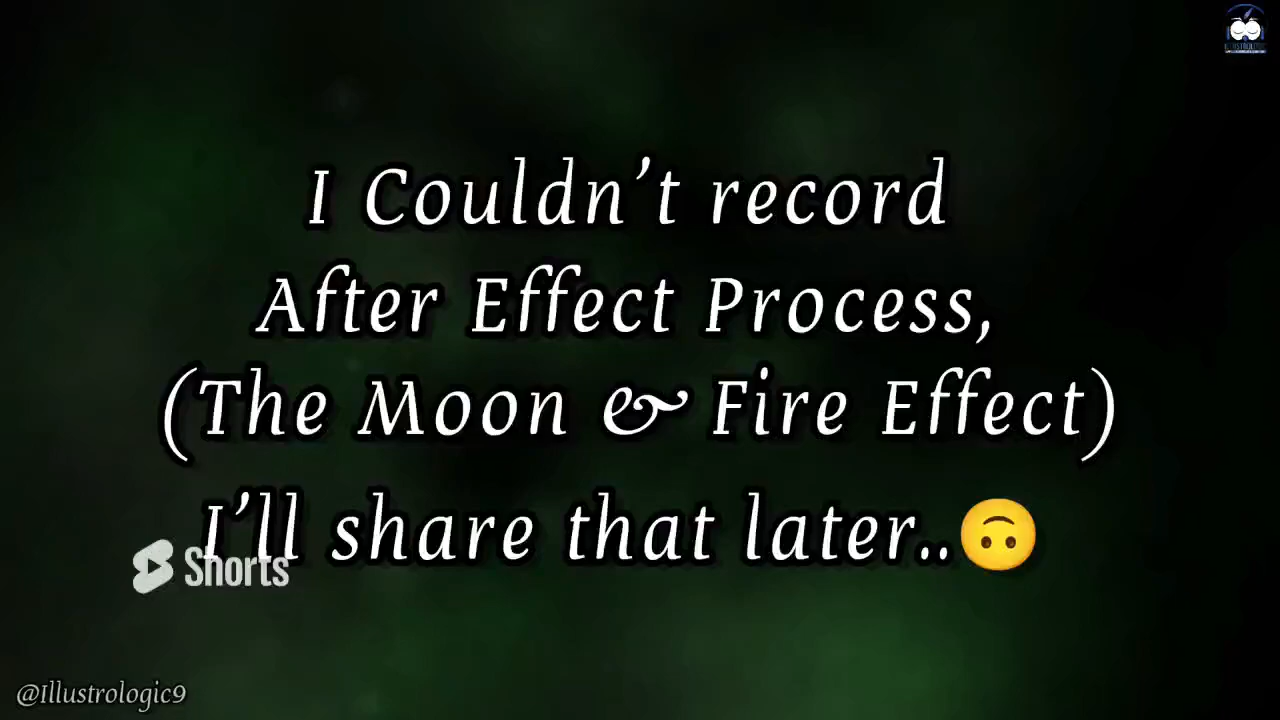 I Couldn’t record
After Effect Process,
(The Moon & Fire Effect)
I’ll share that later..🙃
Shorts
@Illustrologic9